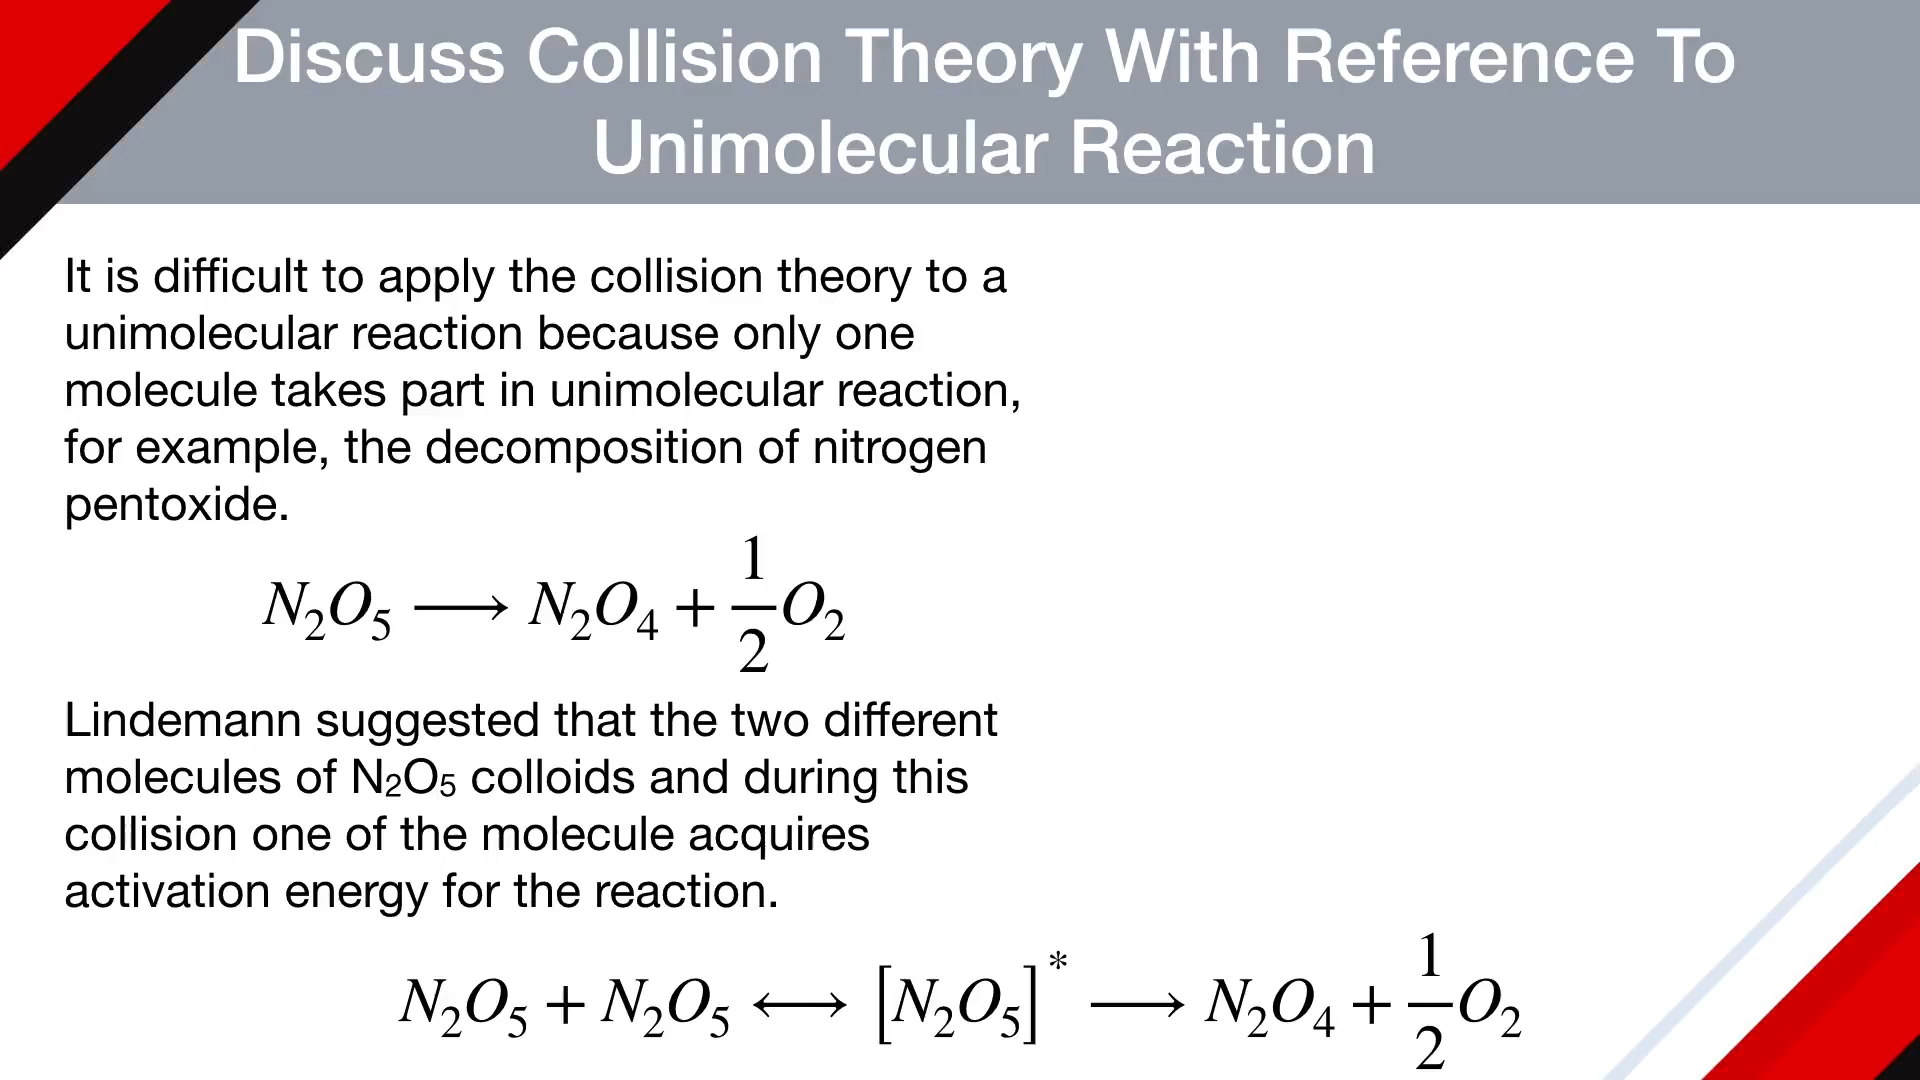 Discuss Collision Theory With Reference To
Unimolecular Reaction
It is difficult to apply the collision theory to a
unimolecular reaction because only one
molecule takes part in unimolecular reaction,
for example, the decomposition of nitrogen
pentoxide.
N₂O₅ ⟶ N₂O₄ + 1/2 O₂
Lindemann suggested that the two different
molecules of N₂O₅ colloids and during this
collision one of the molecule acquires
activation energy for the reaction.
N₂O₅ + N₂O₅ ⟷ [N₂O₅]* ⟶ N₂O₄ + 1/2 O₂